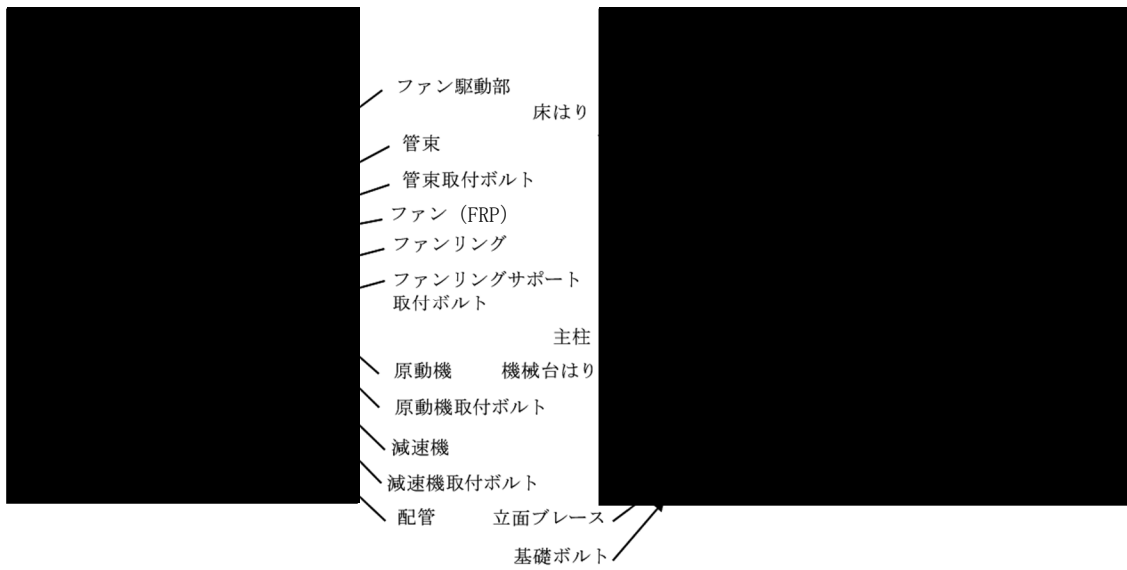 ファン駆動部
床はり
管束
管束取付ボルト
ファン（FRP）
ファンリング
ファンリングサポート
取付ボルト
主柱
原動機
機械台はり
原動機取付ボルト
減速機
減速機取付ボルト
配管
立面ブレース
基礎ボルト